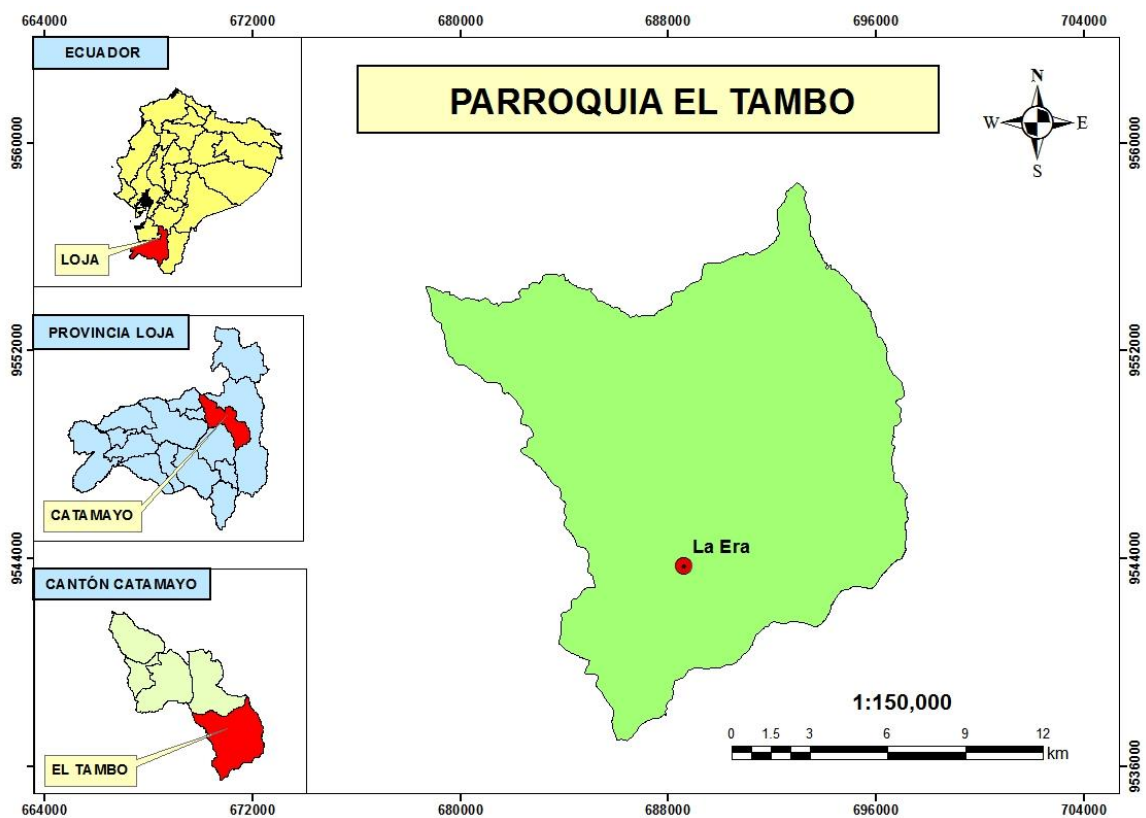 664000
672000
680000
688000
696000
704000
ECUADOR
LOJA
PARROQUIA EL TAMBO
N
W
E
S
9560000
9560000
PROVINCIA LOJA
CATAMAYO
9552000
9552000
La Era
9544000
9544000
CANTÓN CATAMAYO
EL TAMBO
1:150,000
0 1.5 3 6 9 12
km
9536000
9536000
664000
672000
680000
688000
696000
704000